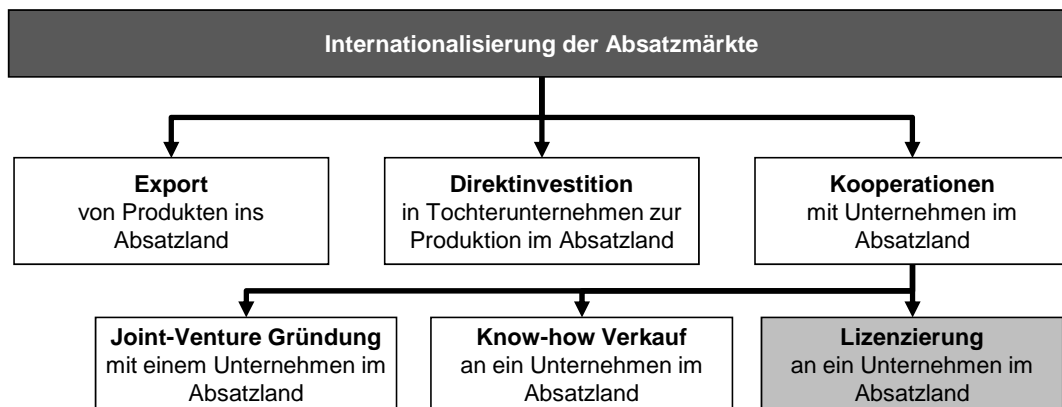 Internationalisierung der Absatzmärkte
Export
von Produkten ins
Absatzland
Direktinvestition
in Tochterunternehmen zur
Produktion im Absatzland
Kooperationen
mit Unternehmen im
Absatzland
Joint-Venture Gründung
mit einem Unternehmen im
Absatzland
Know-how Verkauf
an ein Unternehmen im
Absatzland
Lizenzierung
an ein Unternehmen im
Absatzland